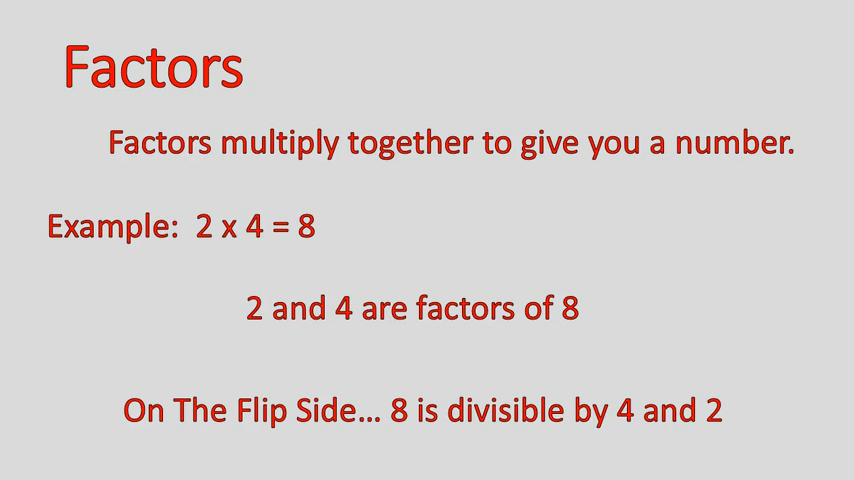 Factors
Factors multiply together to give you a number.
Example:  2 x 4 = 8
2 and 4 are factors of 8
On The Flip Side... 8 is divisible by 4 and 2